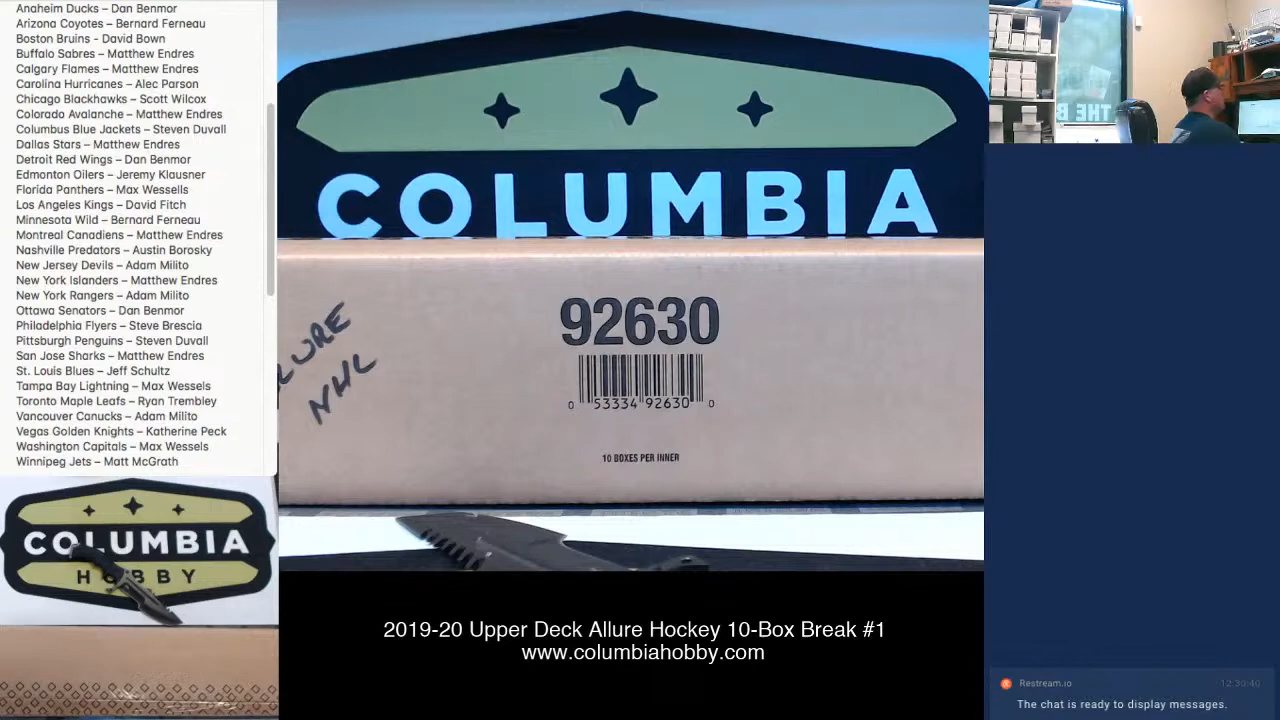 Anaheim Ducks – Dan Benmor
Arizona Coyotes – Bernard Ferneau
Boston Bruins - David Bown
Buffalo Sabres – Matthew Endres
Calgary Flames – Matthew Endres
Carolina Hurricanes – Alec Parson
Chicago Blackhawks – Scott Wilcox
Colorado Avalanche – Matthew Endres
Columbus Blue Jackets – Steven Duvall
Dallas Stars – Matthew Endres
Detroit Red Wings – Dan Benmor
Edmonton Oilers – Jeremy Klausner
Florida Panthers – Max Wessells
Los Angeles Kings – David Fitch
Minnesota Wild – Bernard Ferneau
Montreal Canadiens – Matthew Endres
Nashville Predators – Austin Borosky
New Jersey Devils – Adam Milito
New York Islanders – Matthew Endres
New York Rangers – Adam Milito
Ottawa Senators – Dan Benmor
Philadelphia Flyers – Steve Brescia
Pittsburgh Penguins – Steven Duvall
San Jose Sharks – Matthew Endres
St. Louis Blues – Jeff Schultz
Tampa Bay Lightning – Max Wessels
Toronto Maple Leafs – Ryan Trembley
Vancouver Canucks – Adam Milito
Vegas Golden Knights – Katherine Peck
Washington Capitals – Max Wessels
Winnipeg Jets – Matt McGrath
COLUMBIA
HOBBY
COLUMBIA
92630
LURE
NHL
0 53334 92630 0
10 BOXES PER INNER
2019-20 Upper Deck Allure Hockey 10-Box Break #1
www.columbiahobby.com
THE B
Restream.io 12:30:40
The chat is ready to display messages.